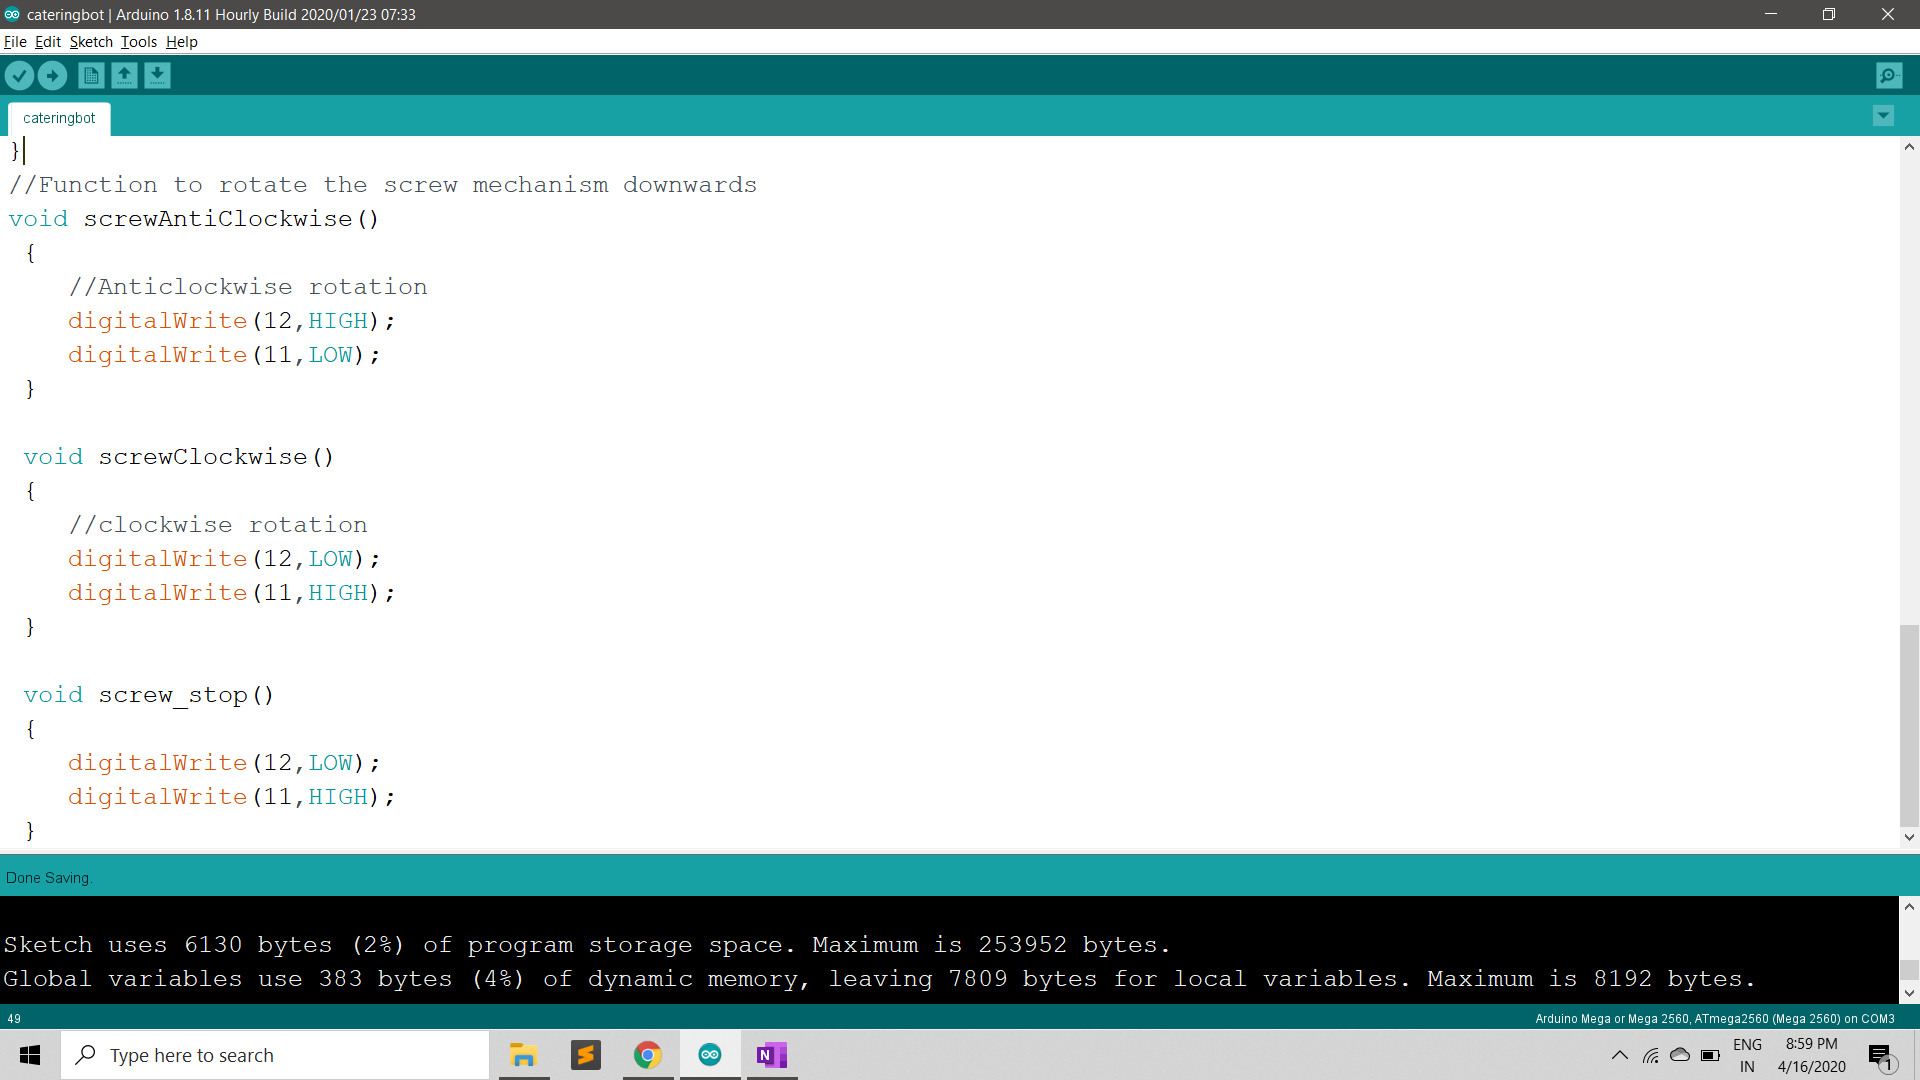 cateringbot | Arduino 1.8.11 Hourly Build 2020/01/23 07:33
File Edit Sketch Tools Help
cateringbot
}
//Function to rotate the screw mechanism downwards
void screwAntiClockwise()
{
//Anticlockwise rotation
digitalWrite(12,HIGH);
digitalWrite(11,LOW);
}
void screwClockwise()
{
//clockwise rotation
digitalWrite(12,LOW);
digitalWrite(11,HIGH);
}
void screw_stop()
{
digitalWrite(12,LOW);
digitalWrite(11,HIGH);
}
Done Saving.
Sketch uses 6130 bytes (2%) of program storage space. Maximum is 253952 bytes.
Global variables use 383 bytes (4%) of dynamic memory, leaving 7809 bytes for local variables. Maximum is 8192 bytes.
49
Arduino Mega or Mega 2560, ATmega2560 (Mega 2560) on COM3
Type here to search
N
ENG
IN
8:59 PM
4/16/2020
1